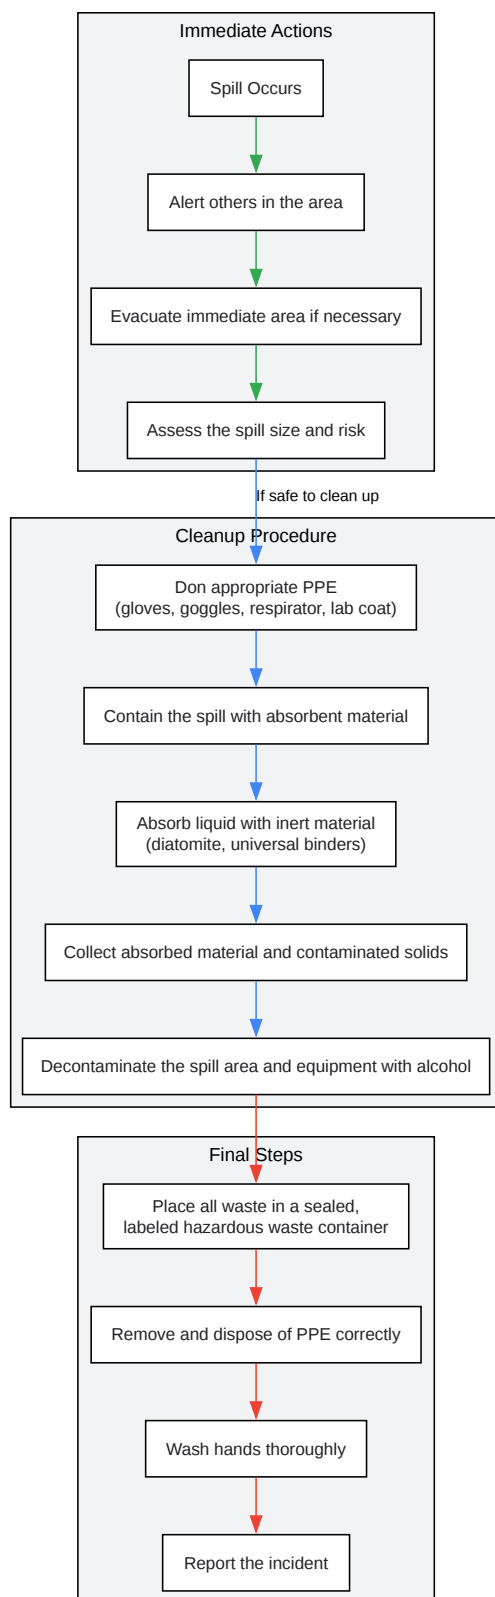 Immediate Actions
Spill Occurs
Alert others in the area
Evacuate immediate area if necessary
Assess the spill size and risk
If safe to clean up
Cleanup Procedure
Don appropriate PPE
(gloves, goggles, respirator, lab coat)
Contain the spill with absorbent material
Absorb liquid with inert material
(diatomite, universal binders)
Collect absorbed material and contaminated solids
Decontaminate the spill area and equipment with alcohol
Final Steps
Place all waste in a sealed,
labeled hazardous waste container
Remove and dispose of PPE correctly
Wash hands thoroughly
Report the incident